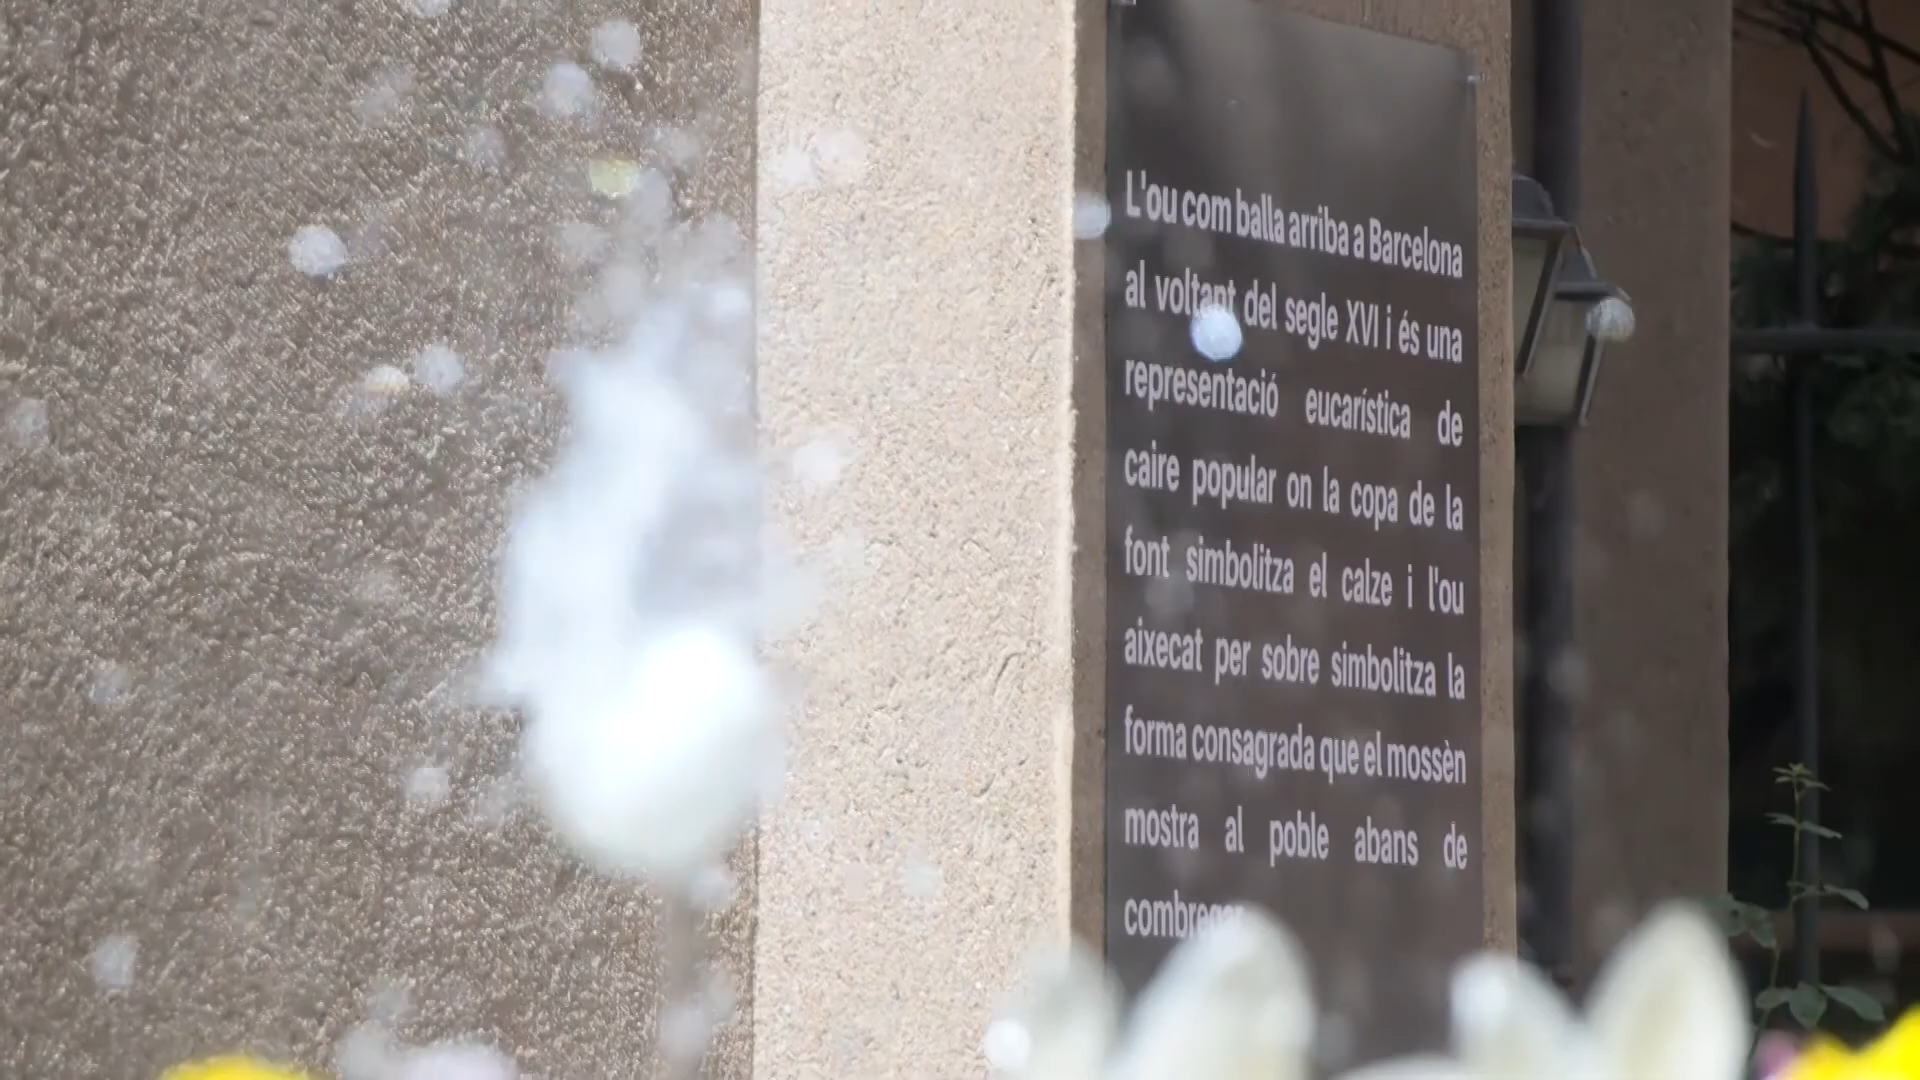 L'ou com balla arriba a Barcelona
al voltant del segle XVI i és una
representació eucarística de
caire popular on la copa de la
font simbolitza el calze i l'ou
aixecat per sobre simbolitza la
forma consagrada que el mossèn
mostra al poble abans de
combregar